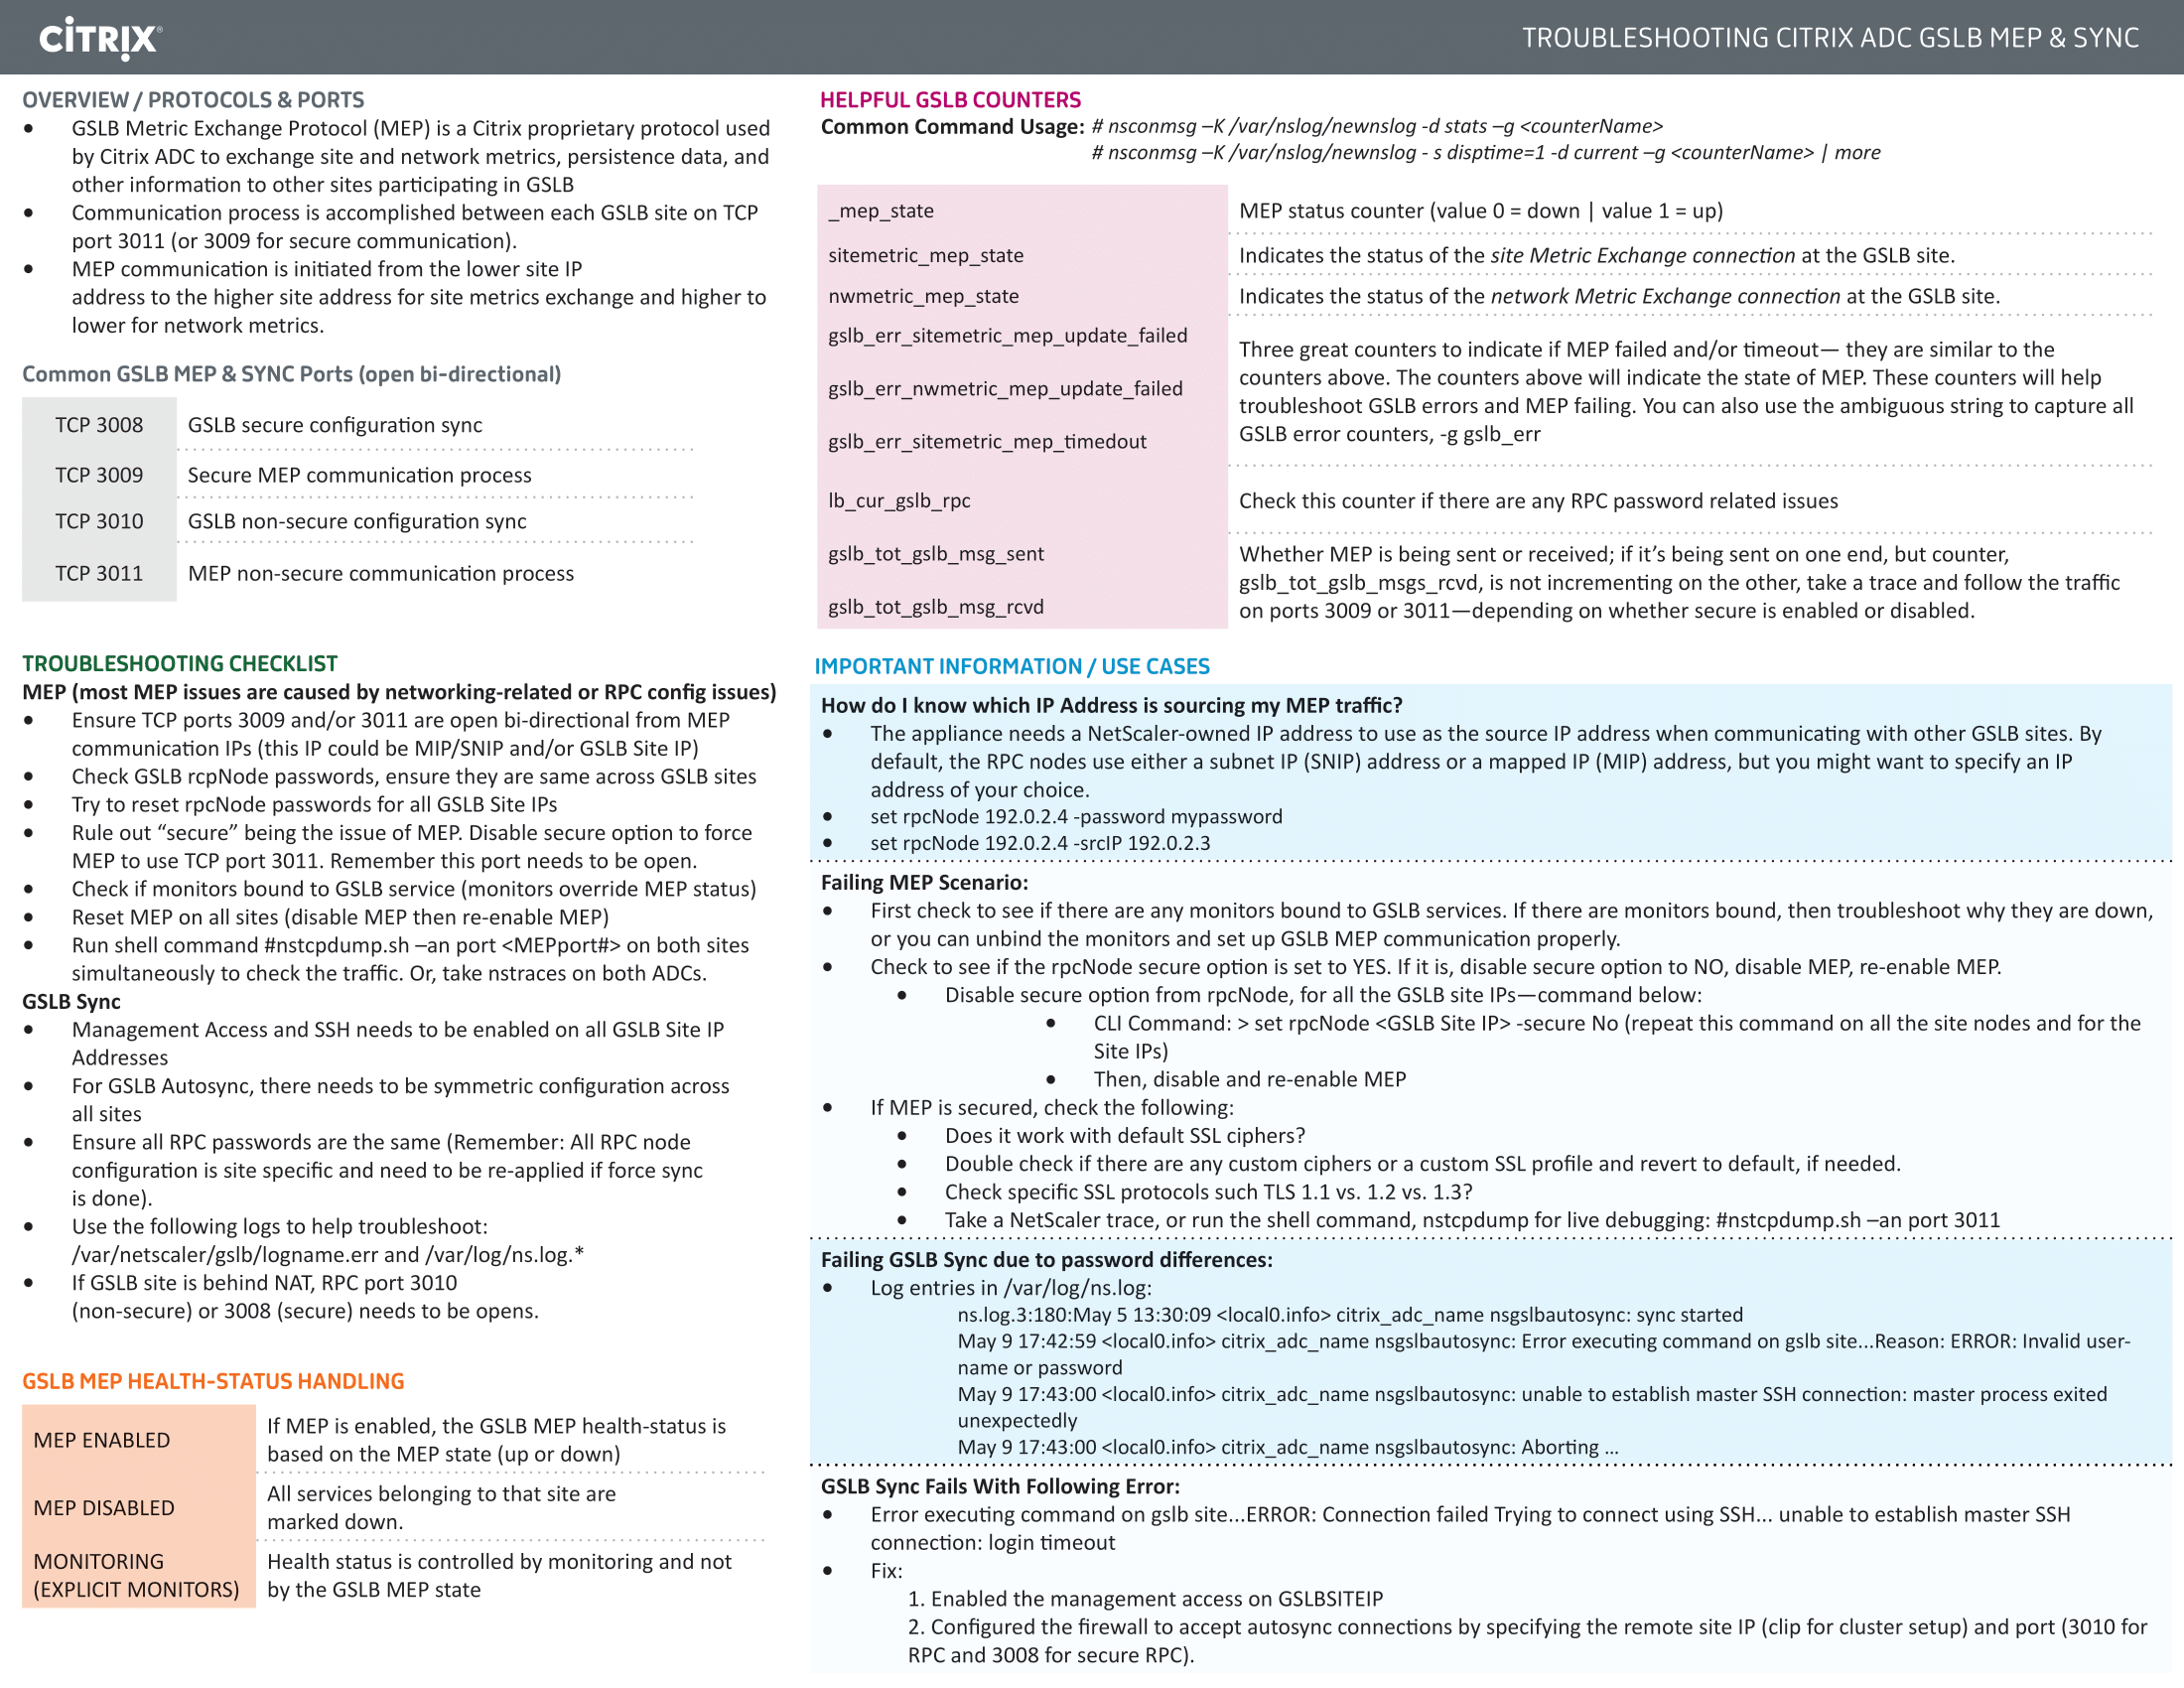 CİTRIX®
TROUBLESHOOTING CITRIX ADC GSLB MEP & SYNC
OVERVIEW / PROTOCOLS & PORTS
• GSLB Metric Exchange Protocol (MEP) is a Citrix proprietary protocol used
by Citrix ADC to exchange site and network metrics, persistence data, and
other information to other sites participating in GSLB
• Communication process is accomplished between each GSLB site on TCP
port 3011 (or 3009 for secure communication).
• MEP communication is initiated from the lower site IP
address to the higher site address for site metrics exchange and higher to
lower for network metrics.
Common GSLB MEP & SYNC Ports (open bi-directional)
TCP 3008 GSLB secure configuration sync
TCP 3009 Secure MEP communication process
TCP 3010 GSLB non-secure configuration sync
TCP 3011 MEP non-secure communication process
TROUBLESHOOTING CHECKLIST
MEP (most MEP issues are caused by networking-related or RPC config issues)
• Ensure TCP ports 3009 and/or 3011 are open bi-directional from MEP
communication IPs (this IP could be MIP/SNIP and/or GSLB Site IP)
• Check GSLB rcpNode passwords, ensure they are same across GSLB sites
• Try to reset rpcNode passwords for all GSLB Site IPs
• Rule out “secure” being the issue of MEP. Disable secure option to force
MEP to use TCP port 3011. Remember this port needs to be open.
• Check if monitors bound to GSLB service (monitors override MEP status)
• Reset MEP on all sites (disable MEP then re-enable MEP)
• Run shell command #nstcpdump.sh –an port <MEPport#> on both sites
simultaneously to check the traffic. Or, take nstraces on both ADCs.
GSLB Sync
• Management Access and SSH needs to be enabled on all GSLB Site IP
Addresses
• For GSLB Autosync, there needs to be symmetric configuration across
all sites
• Ensure all RPC passwords are the same (Remember: All RPC node
configuration is site specific and need to be re-applied if force sync
is done).
• Use the following logs to help troubleshoot:
/var/netscaler/gslb/logname.err and /var/log/ns.log.*
• If GSLB site is behind NAT, RPC port 3010
(non-secure) or 3008 (secure) needs to be opens.
GSLB MEP HEALTH-STATUS HANDLING
MEP ENABLED
If MEP is enabled, the GSLB MEP health-status is
based on the MEP state (up or down)
MEP DISABLED
All services belonging to that site are
marked down.
MONITORING
(EXPLICIT MONITORS)
Health status is controlled by monitoring and not
by the GSLB MEP state
HELPFUL GSLB COUNTERS
Common Command Usage: # nsconmsg –K /var/nslog/newnslog -d stats –g <counterName>
# nsconmsg –K /var/nslog/newnslog - s disptime=1 -d current –g <counterName> | more
_mep_state MEP status counter (value 0 = down | value 1 = up)
sitemetric_mep_state Indicates the status of the site Metric Exchange connection at the GSLB site.
nwmetric_mep_state Indicates the status of the network Metric Exchange connection at the GSLB site.
gslb_err_sitemetric_mep_update_failed
gslb_err_nwmetric_mep_update_failed
gslb_err_sitemetric_mep_timedout
Three great counters to indicate if MEP failed and/or timeout— they are similar to the
counters above. The counters above will indicate the state of MEP. These counters will help
troubleshoot GSLB errors and MEP failing. You can also use the ambiguous string to capture all
GSLB error counters, -g gslb_err
lb_cur_gslb_rpc Check this counter if there are any RPC password related issues
gslb_tot_gslb_msg_sent
gslb_tot_gslb_msg_rcvd
Whether MEP is being sent or received; if it’s being sent on one end, but counter,
gslb_tot_gslb_msgs_rcvd, is not incrementing on the other, take a trace and follow the traffic
on ports 3009 or 3011—depending on whether secure is enabled or disabled.
IMPORTANT INFORMATION / USE CASES
How do I know which IP Address is sourcing my MEP traffic?
• The appliance needs a NetScaler-owned IP address to use as the source IP address when communicating with other GSLB sites. By
default, the RPC nodes use either a subnet IP (SNIP) address or a mapped IP (MIP) address, but you might want to specify an IP
address of your choice.
• set rpcNode 192.0.2.4 -password mypassword
• set rpcNode 192.0.2.4 -srcIP 192.0.2.3
Failing MEP Scenario:
• First check to see if there are any monitors bound to GSLB services. If there are monitors bound, then troubleshoot why they are down,
or you can unbind the monitors and set up GSLB MEP communication properly.
• Check to see if the rpcNode secure option is set to YES. If it is, disable secure option to NO, disable MEP, re-enable MEP.
• Disable secure option from rpcNode, for all the GSLB site IPs—command below:
• CLI Command: > set rpcNode <GSLB Site IP> -secure No (repeat this command on all the site nodes and for the
Site IPs)
• Then, disable and re-enable MEP
• If MEP is secured, check the following:
• Does it work with default SSL ciphers?
• Double check if there are any custom ciphers or a custom SSL profile and revert to default, if needed.
• Check specific SSL protocols such TLS 1.1 vs. 1.2 vs. 1.3?
• Take a NetScaler trace, or run the shell command, nstcpdump for live debugging: #nstcpdump.sh –an port 3011
Failing GSLB Sync due to password differences:
• Log entries in /var/log/ns.log:
ns.log.3:180:May 5 13:30:09 <local0.info> citrix_adc_name nsgslbautosync: sync started
May 9 17:42:59 <local0.info> citrix_adc_name nsgslbautosync: Error executing command on gslb site...Reason: ERROR: Invalid user-
name or password
May 9 17:43:00 <local0.info> citrix_adc_name nsgslbautosync: unable to establish master SSH connection: master process exited
unexpectedly
May 9 17:43:00 <local0.info> citrix_adc_name nsgslbautosync: Aborting ...
GSLB Sync Fails With Following Error:
• Error executing command on gslb site...ERROR: Connection failed Trying to connect using SSH... unable to establish master SSH
connection: login timeout
• Fix:
1. Enabled the management access on GSLBSITEIP
2. Configured the firewall to accept autosync connections by specifying the remote site IP (clip for cluster setup) and port (3010 for
RPC and 3008 for secure RPC).